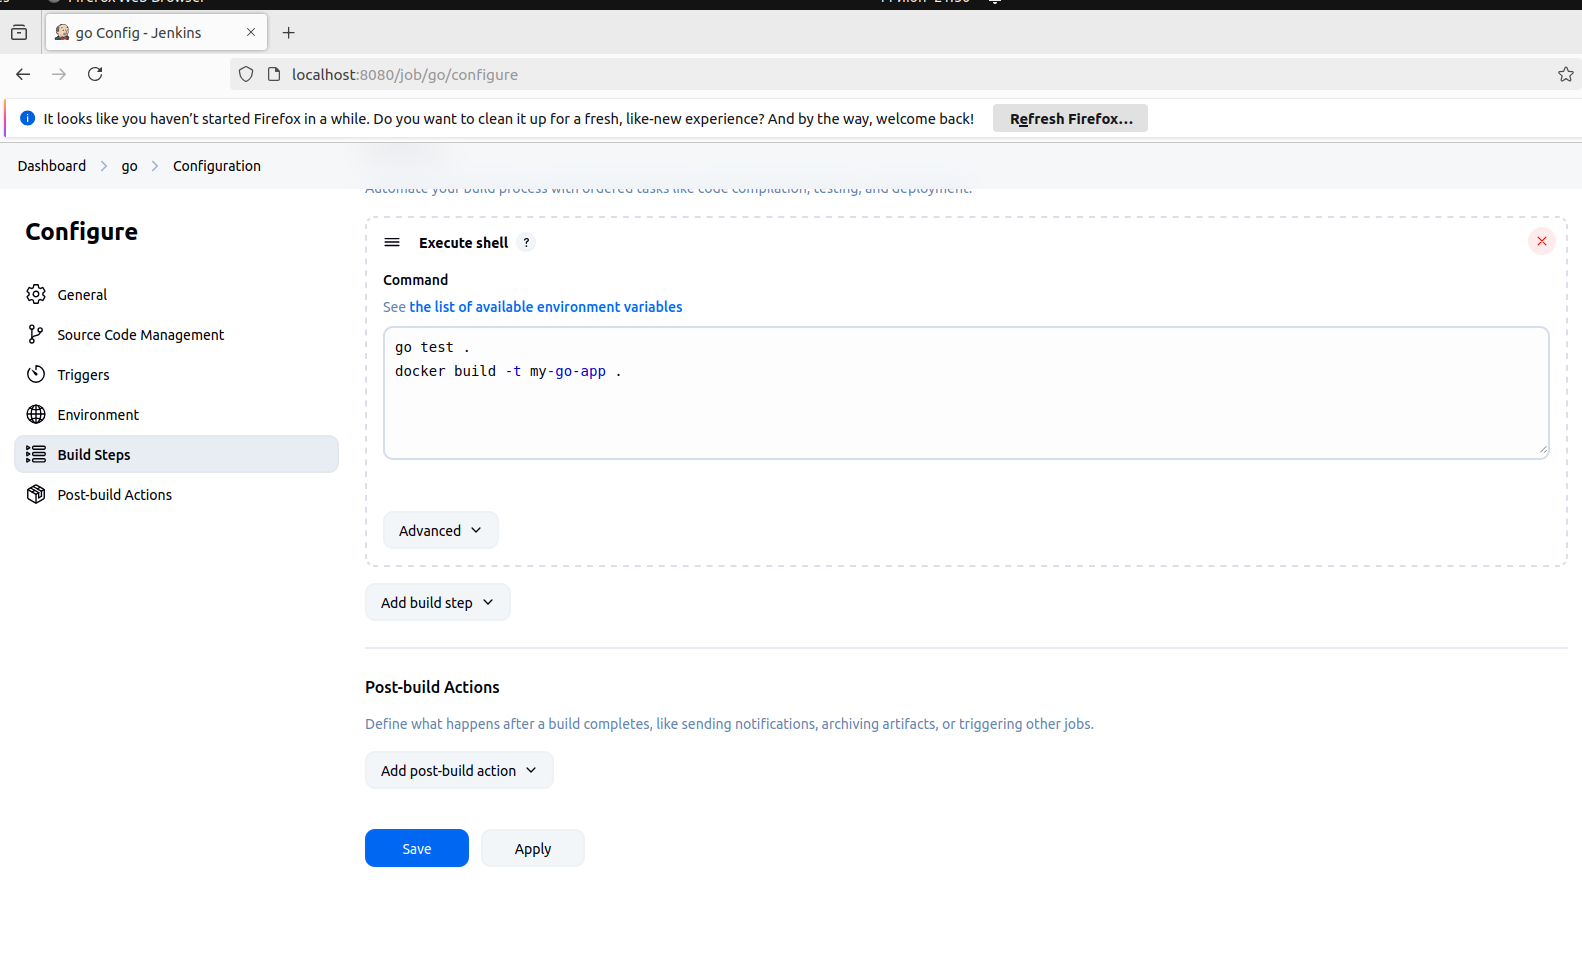 go Config - Jenkins
localhost:8080/job/go/configure
It looks like you haven't started Firefox in a while. Do you want to clean it up for a fresh, like-new experience? And by the way, welcome back! Refresh Firefox...
Dashboard go Configuration
Automate your build process with ordered tasks like code compilation, testing, and deployment.
Configure
General
Source Code Management
Triggers
Environment
Build Steps
Post-build Actions
Execute shell ?
Command
See the list of available environment variables
go test .
docker build -t my-go-app .
Advanced
Add build step
Post-build Actions
Define what happens after a build completes, like sending notifications, archiving artifacts, or triggering other jobs.
Add post-build action
Save Apply